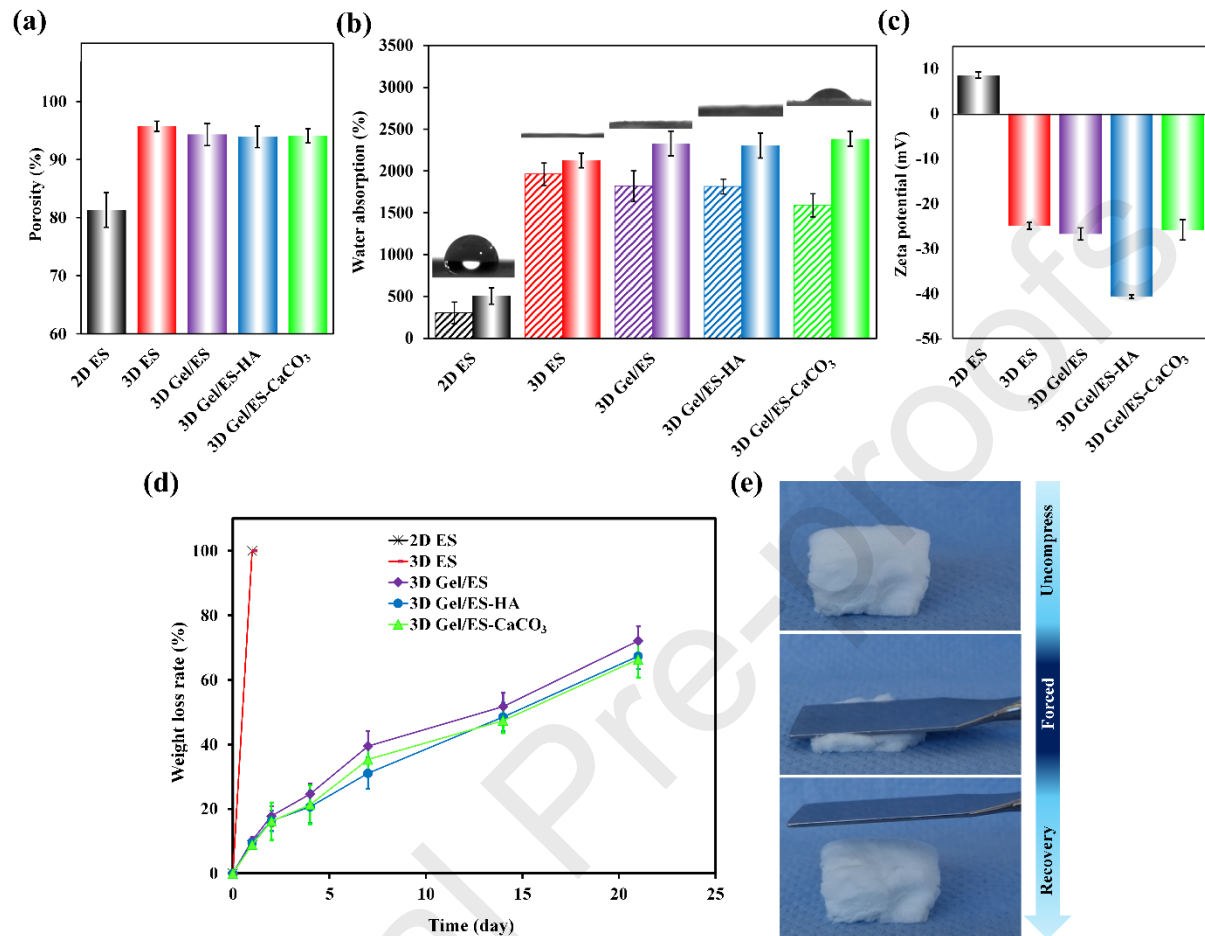 (a)
100
90
80
70
60
Porosity (%)
2D ES
3D ES
3D Gel/ES
3D Gel/ES-HA
3D Gel/ES-CaCO₃
(b)
3500
3000
2500
2000
1500
1000
500
0
Water absorption (%)
2D ES
3D ES
3D Gel/ES
3D Gel/ES-HA
3D Gel/ES-CaCO₃
(c)
10
0
-10
-20
-30
-40
-50
Zeta potential (mV)
2D ES
3D ES
3D Gel/ES
3D Gel/ES-HA
3D Gel/ES-CaCO₃
(d)
100
80
60
40
20
0
Weight loss rate (%)
2D ES
3D ES
3D Gel/ES
3D Gel/ES-HA
3D Gel/ES-CaCO₃
0 5 10 15 20 25
Time (day)
(e)
Uncompress
Forced
Recovery
l Pre-proofs